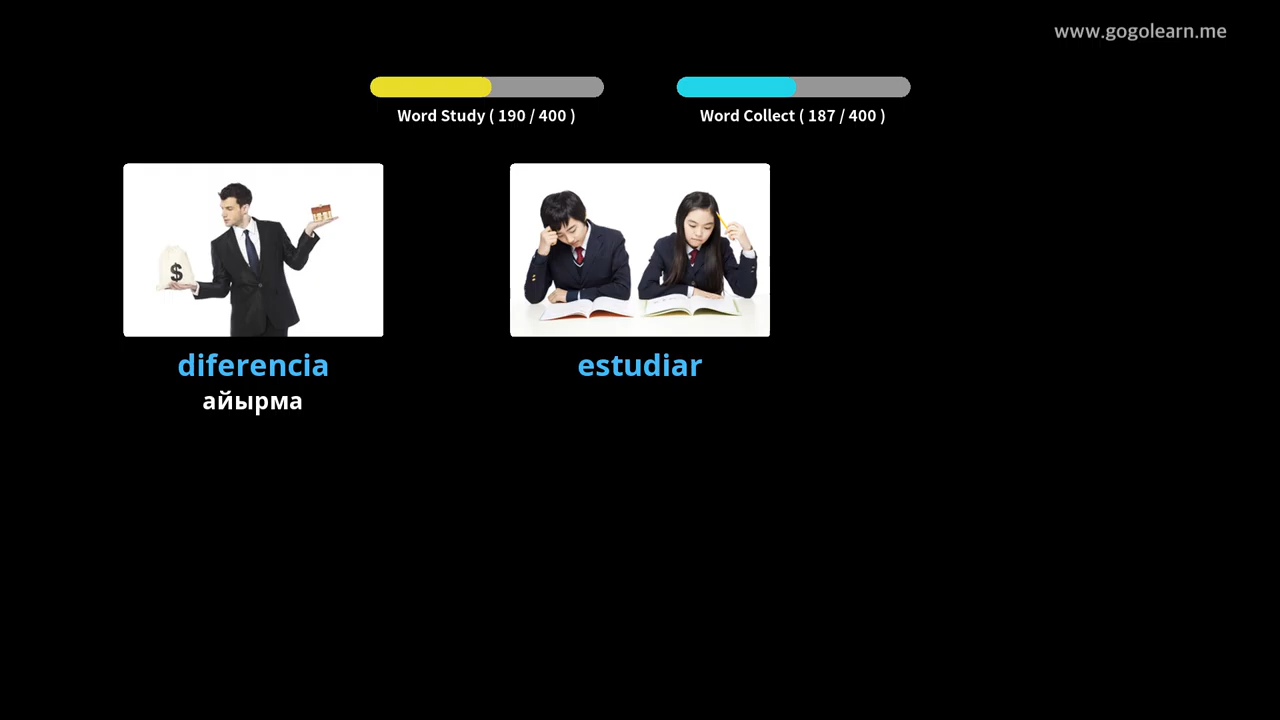 www.gogolearn.me
Word Study ( 190 / 400 )
Word Collect ( 187 / 400 )
$
diferencia
айырма
estudiar